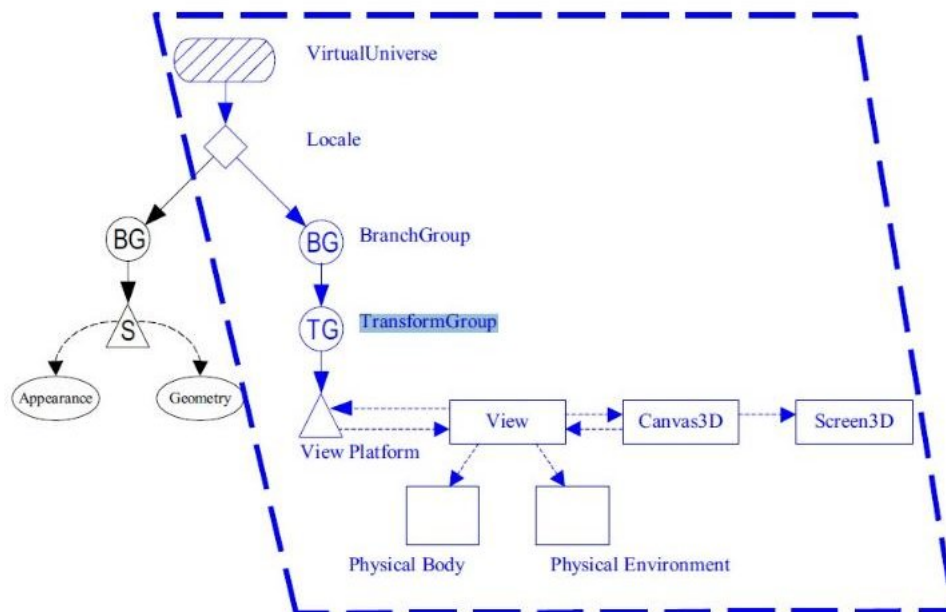 VirtualUniverse
Locale
BG
BG
BranchGroup
TG
TransformGroup
S
Appearance
Geometry
View
Canvas3D
Screen3D
View Platform
Physical Body
Physical Environment